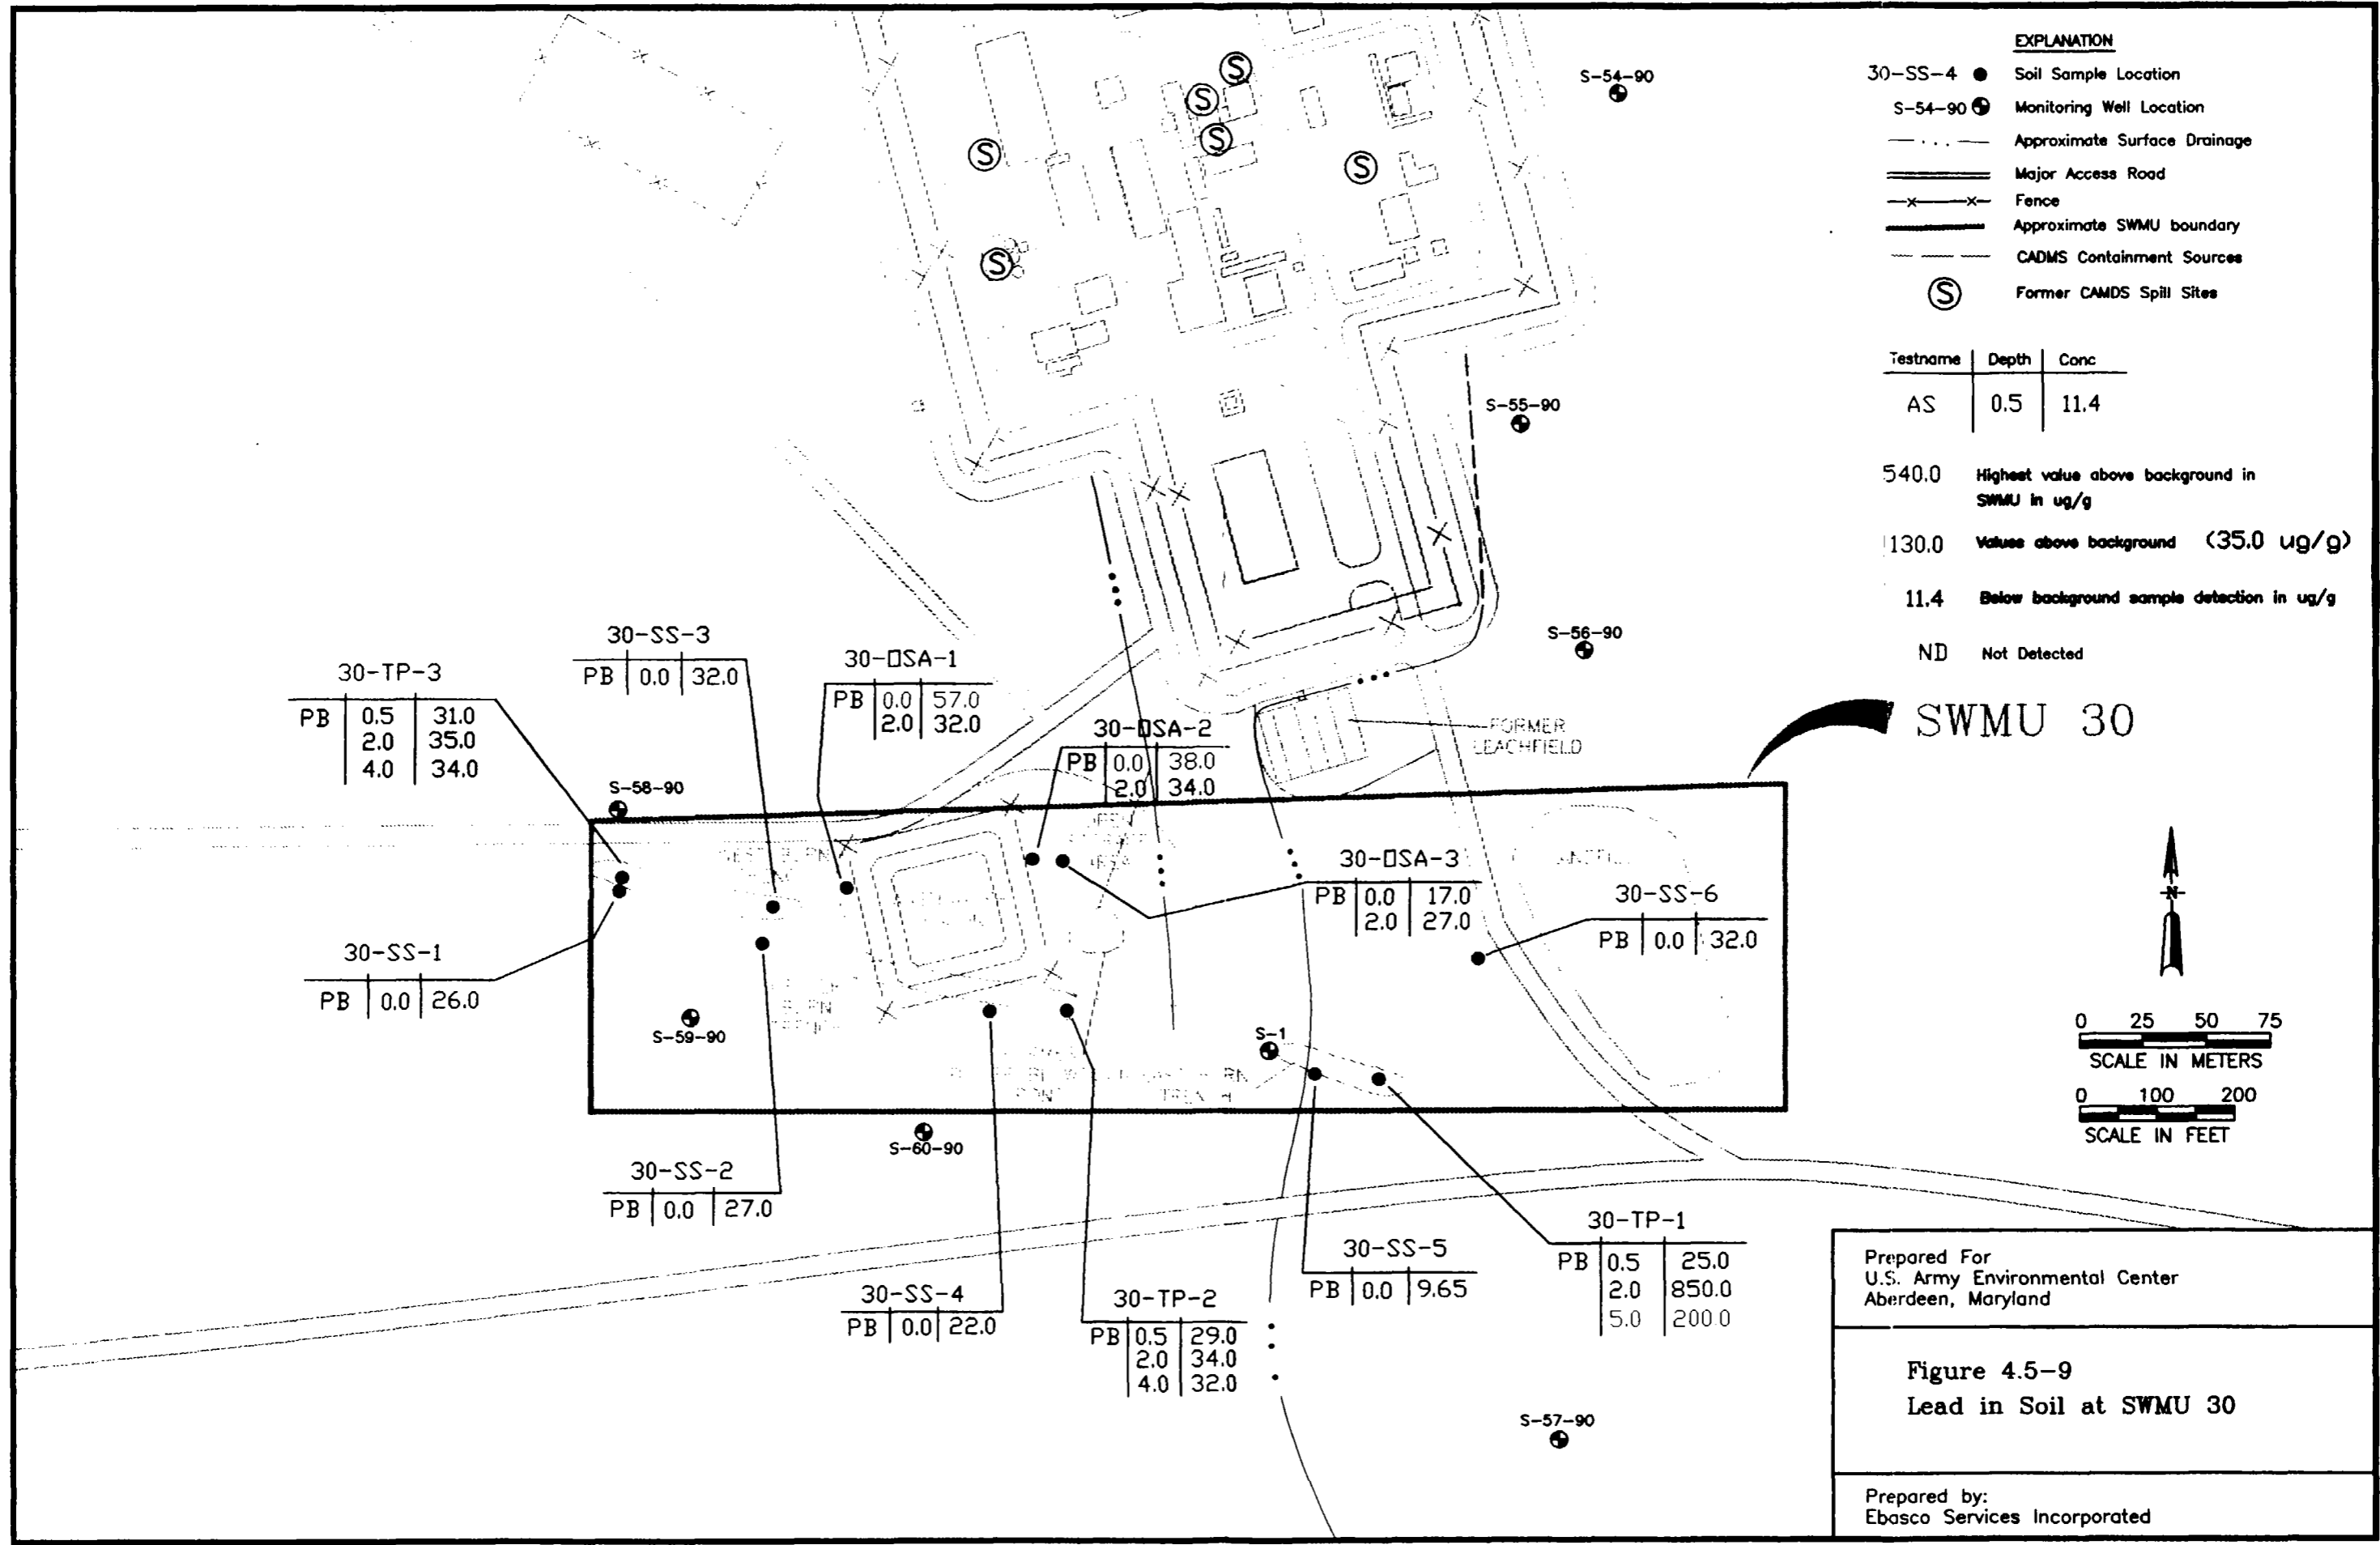 EXPLANATION
30-SS-4 Soil Sample Location
S-54-90 Monitoring Well Location
Approximate Surface Drainage
Major Access Road
Fence
Approximate SWMU boundary
CADMS Containment Sources
S Former CAMDS Spill Sites
Testname Depth Conc
AS 0.5 11.4
540.0 Highest value above background in
SWMU in ug/g
130.0 Values above background (35.0 ug/g)
11.4 Below background sample detection in ug/g
ND Not Detected
SWMU 30
S
S
S
S
S
S
S-54-90
S-55-90
S-56-90
30-TP-3
PB 0.5 31.0
2.0 35.0
4.0 34.0
30-SS-3
PB 0.0 32.0
30-OSA-1
PB 0.0 57.0
2.0 32.0
30-OSA-2
PB 0.0 38.0
2.0 34.0
FORMER
LEACHFIELD
S-58-90
30-OSA-3
PB 0.0 17.0
2.0 27.0
30-SS-6
PB 0.0 32.0
30-SS-1
PB 0.0 26.0
S-59-90
S-1
S-60-90
30-SS-2
PB 0.0 27.0
30-SS-4
PB 0.0 22.0
30-TP-2
PB 0.5 29.0
2.0 34.0
4.0 32.0
30-SS-5
PB 0.0 9.65
30-TP-1
PB 0.5 25.0
2.0 850.0
5.0 200.0
S-57-90
N
0 25 50 75
SCALE IN METERS
0 100 200
SCALE IN FEET
Prepared For
U.S. Army Environmental Center
Aberdeen, Maryland
Figure 4.5-9
Lead in Soil at SWMU 30
Prepared by:
Ebasco Services Incorporated